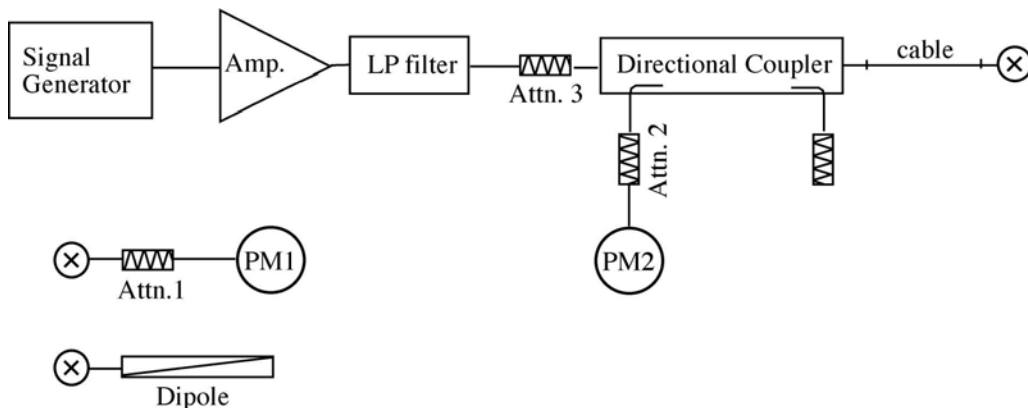 Signal
Generator
Amp.
LP filter
Attn. 3
Directional Coupler
cable
Attn. 2
PM1
Attn.1
PM2
Dipole